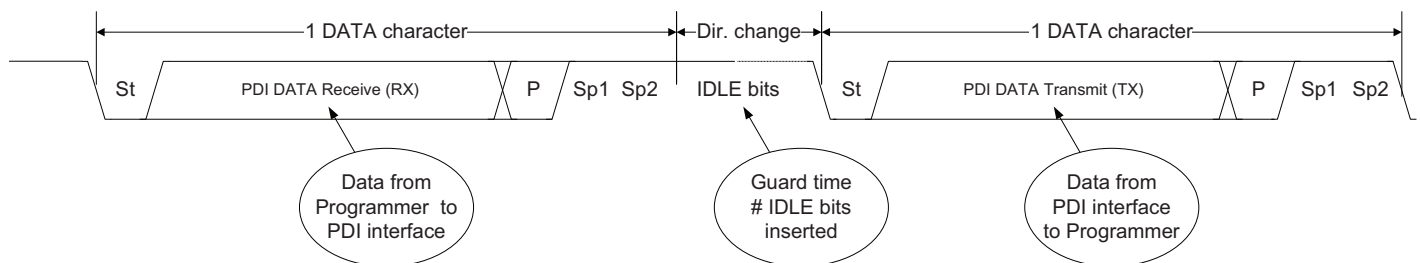 1 DATA character Dir. change 1 DATA character
St PDI DATA Receive (RX) P Sp1 Sp2 IDLE bits St PDI DATA Transmit (TX) P Sp1 Sp2
Data from
Programmer to
PDI interface
Guard time
# IDLE bits
inserted
Data from
PDI interface
to Programmer